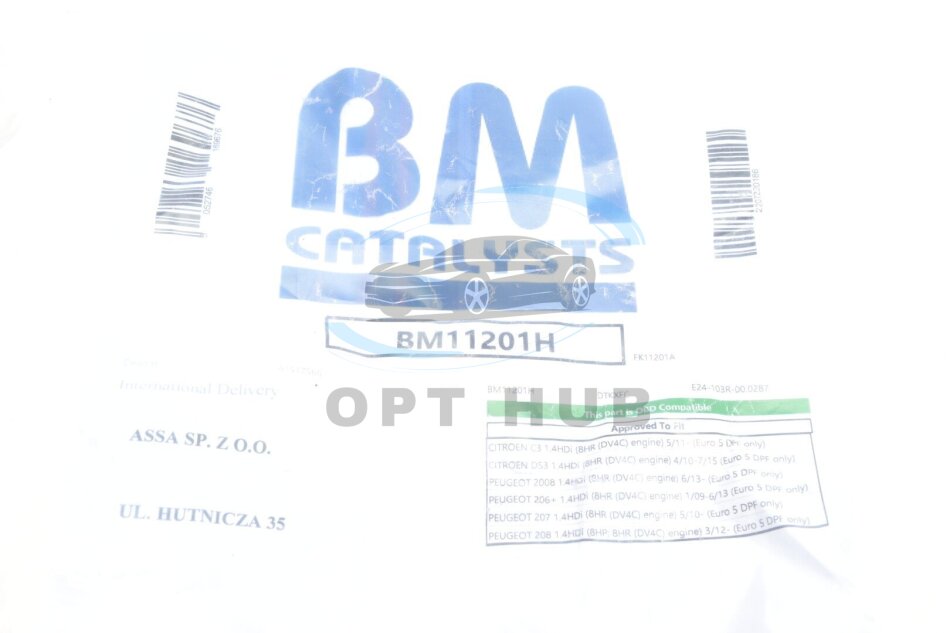 BM
CATALYSTS
BM11201H
FK11201A
International Delivery
BM11201H
E24-103R-00.0287
OPT HUB
This part is OBD Compatible
Approved To Fit
ASSA SP. Z O.O.
CITROEN C3 1.4HDi (8HR (DV4C) engine) 5/11- (Euro 5 DPF only)
CITROEN DS3 1.4HDi (8HR (DV4C) engine) 4/10-7/15 (Euro 5 DPF only)
PEUGEOT 2008 1.4HDi (8HR (DV4C) engine) 6/13- (Euro 5 DPF only)
PEUGEOT 206+ 1.4HDi (8HR (DV4C) engine) 1/09-6/13 (Euro 5 DPF only)
UL. HUTNICZA 35
PEUGEOT 207 1.4HDi (8HR (DV4C) engine) 5/10- (Euro 5 DPF only)
PEUGEOT 208 1.4HDi (8HP; 8HR (DV4C) engine) 3/12- (Euro 5 DPF only)